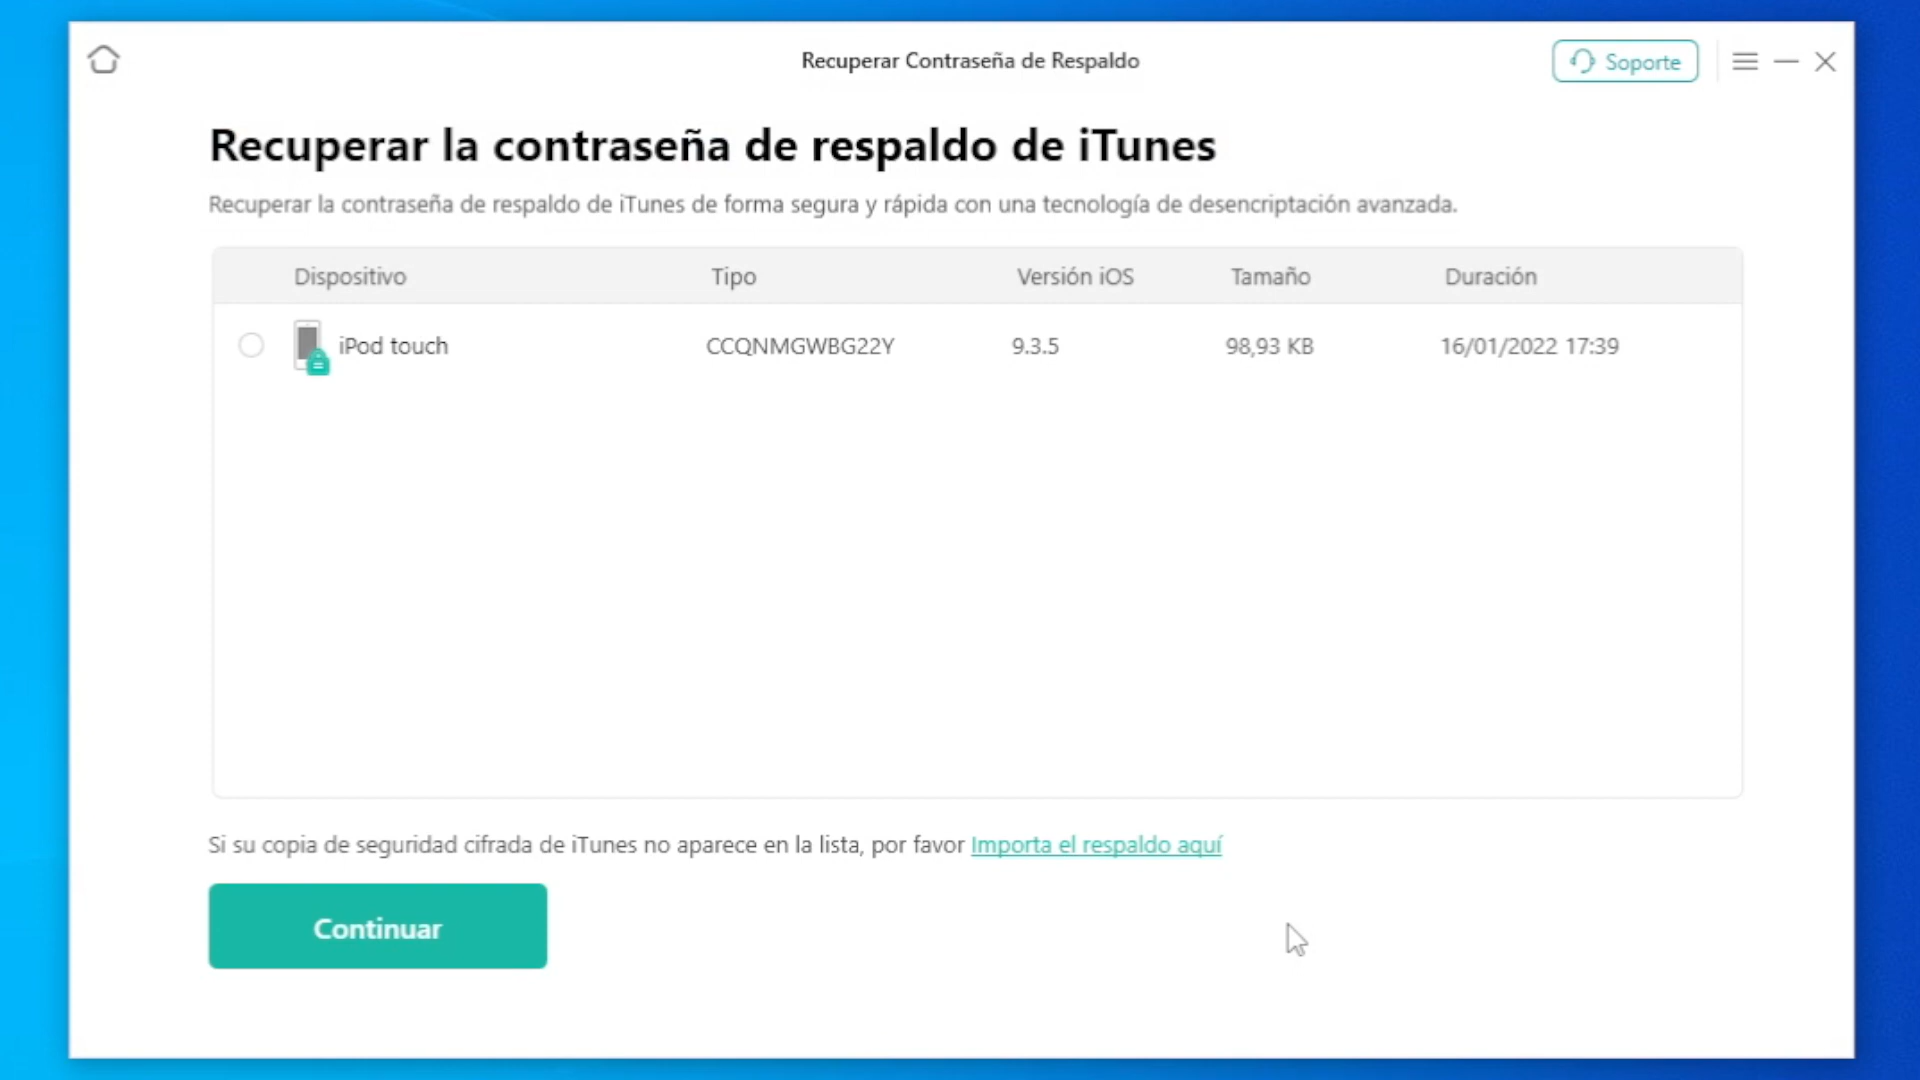 Recuperar Contraseña de Respaldo
Soporte
Recuperar la contraseña de respaldo de iTunes
Recuperar la contraseña de respaldo de iTunes de forma segura y rápida con una tecnología de desencriptación avanzada.
Dispositivo Tipo Versión iOS Tamaño Duración
iPod touch CCQNMGWBG22Y 9.3.5 98,93 KB 16/01/2022 17:39
Si su copia de seguridad cifrada de iTunes no aparece en la lista, por favor Importa el respaldo aquí
Continuar